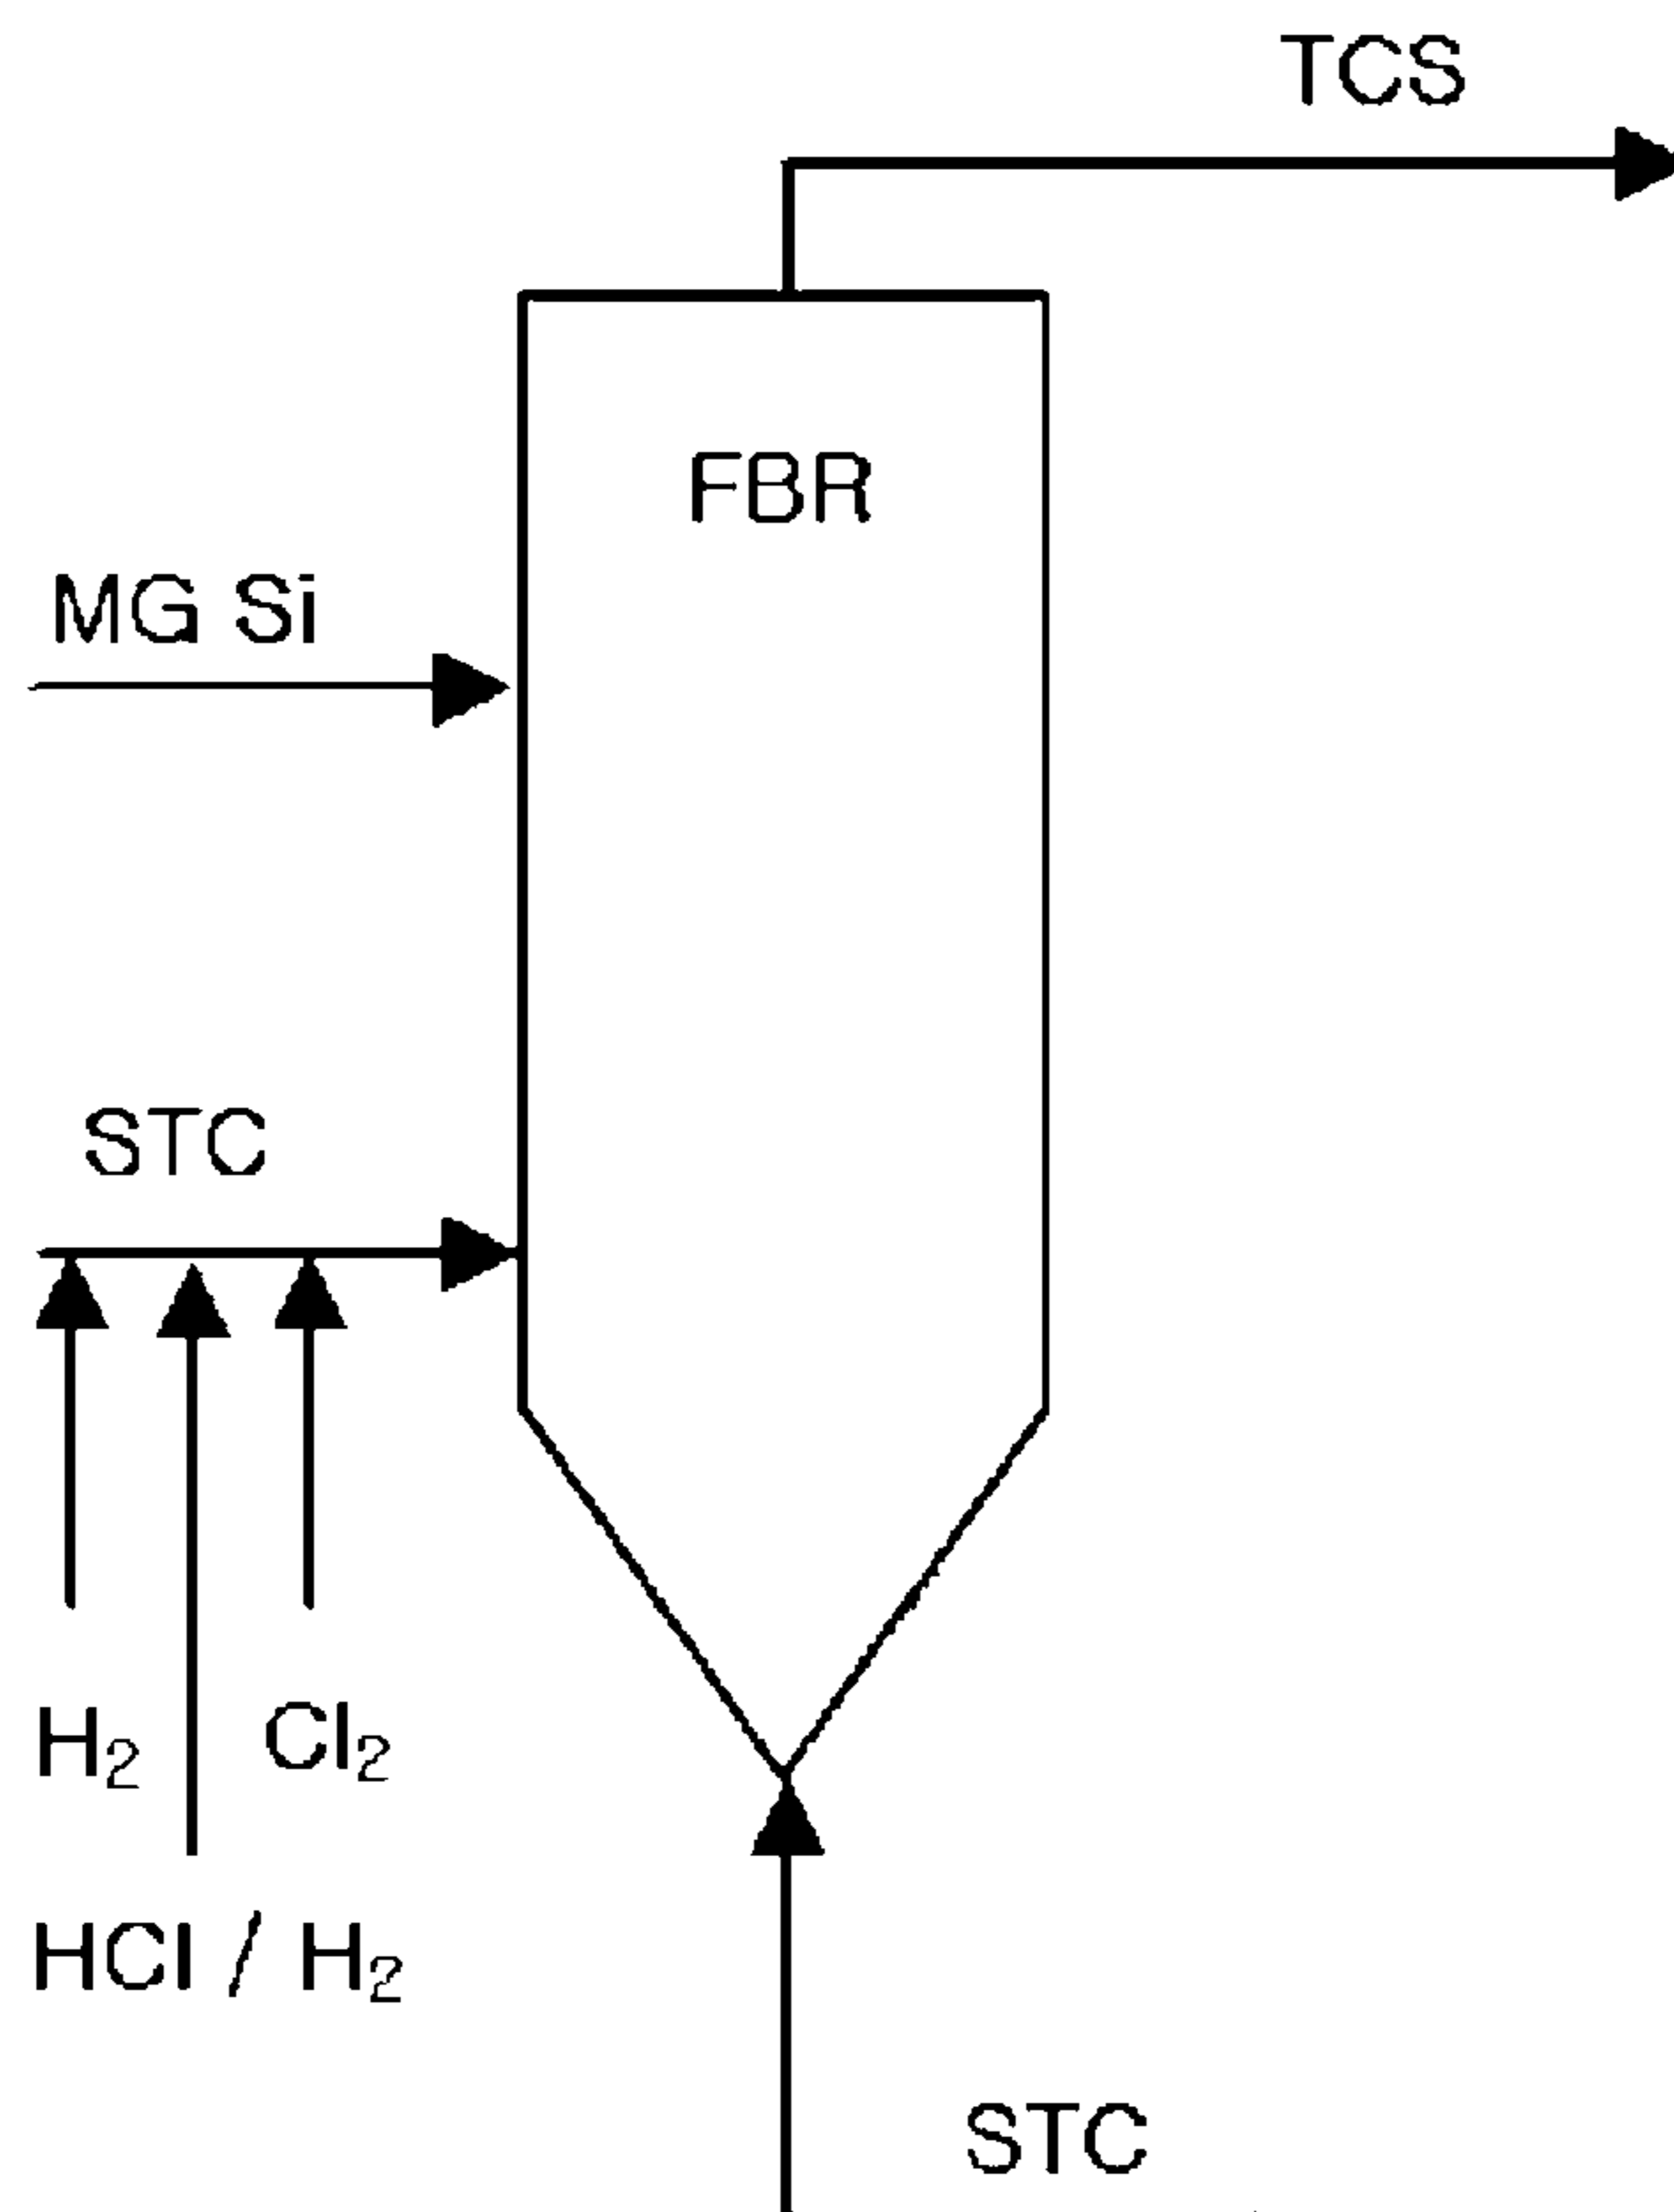 TCS
FBR
MG Si
STC
H₂
Cl₂
HCl / H₂
STC